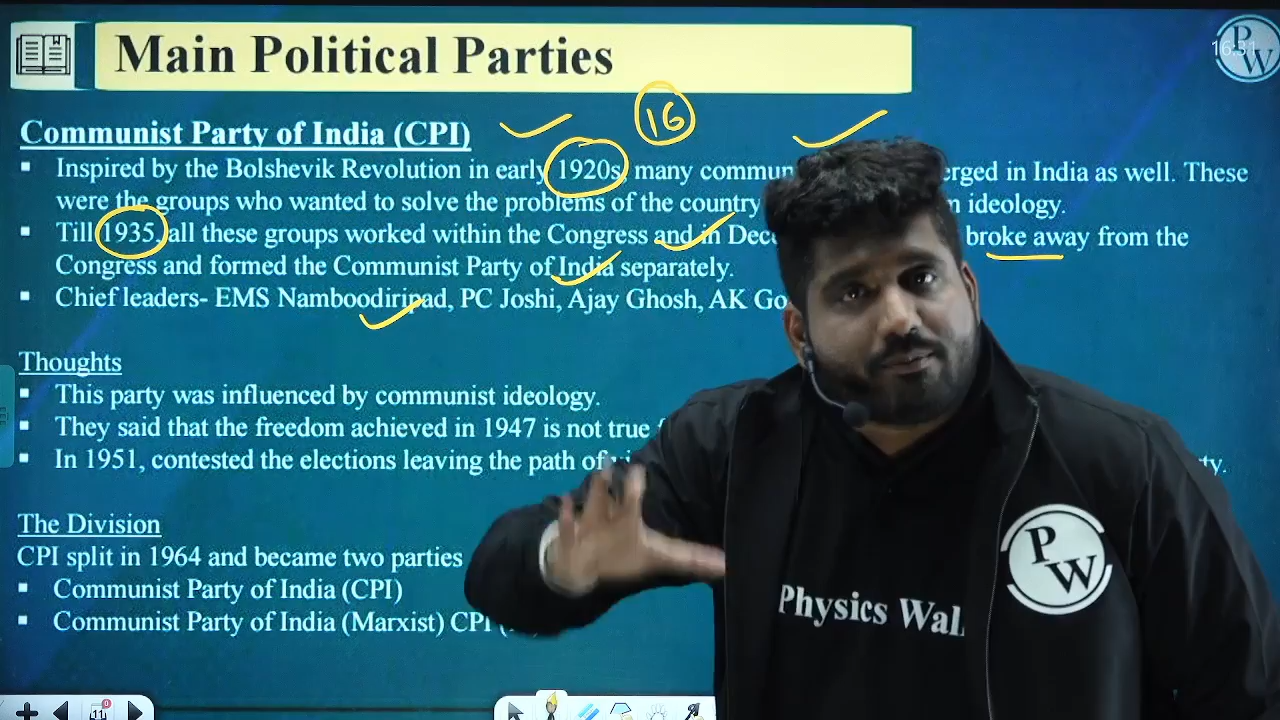 Main Political Parties
16:31
PW
16
Communist Party of India (CPI)
Inspired by the Bolshevik Revolution in early 1920s, many erged in India as well. These
were the groups who wanted to solve the problems of the country ideology.
Till 1935, all these groups worked within the Congress and in broke away from the
Congress and formed the Communist Party of India separately.
Chief leaders- EMS Namboodiripad, PC Joshi, Ajay Ghosh, AK
Thoughts
This party was influenced by communist ideology.
They said that the freedom achieved in 1947 is not true
In 1951, contested the elections leaving the path of
The Division
CPI split in 1964 and became two parties
Communist Party of India (CPI)
Communist Party of India (Marxist) CPI
PW
Physics Wal
11